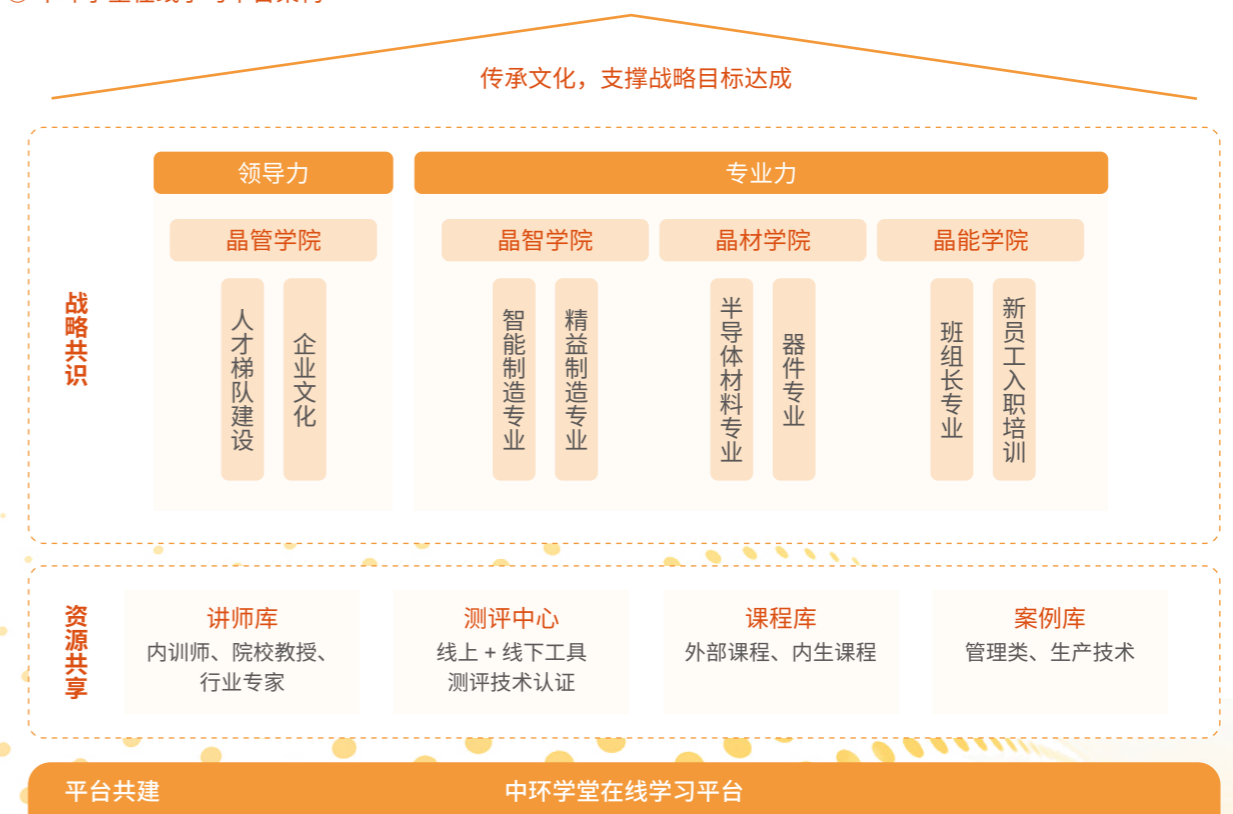 传承文化，支撑战略目标达成
领导力
专业力
晶管学院
晶智学院
晶材学院
晶能学院
战略共识
人才梯队建设
企业文化
智能制造专业
精益制造专业
半导体材料专业
器件专业
班组长专业
新员工入职培训
资源共享
讲师库
内训师、院校教授、
行业专家
测评中心
线上 + 线下工具
测评技术认证
课程库
外部课程、内生课程
案例库
管理类、生产技术
平台共建
中环学堂在线学习平台